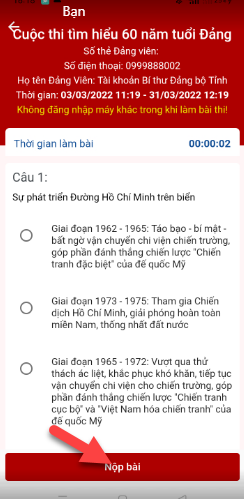 Bạn
Cuộc thi tìm hiểu 60 năm tuổi Đảng
Số thẻ Đảng viên:
Số điện thoại: 0999888002
Họ tên Đảng Viên: Tài khoản Bí thư Đảng bộ Tỉnh
Thời gian: 03/03/2022 11:19 - 31/03/2022 12:19
Không đăng nhập máy khác trong khi làm bài thi!
Thời gian làm bài 00:00:02
Câu 1:
Sự phát triển Đường Hồ Chí Minh trên biển
Giai đoạn 1962 - 1965: Táo bạo - bí mật -
bất ngờ vận chuyển chi viện chiến trường,
góp phần đánh thắng chiến lược "Chiến
tranh đặc biệt" của đế quốc Mỹ
Giai đoạn 1973 - 1975: Tham gia Chiến
dịch Hồ Chí Minh, giải phóng hoàn toàn
miền Nam, thống nhất đất nước
Giai đoạn 1965 - 1972: Vượt qua thử
thách ác liệt, khắc phục khó khăn, tiếp tục
vận chuyển chi viện cho chiến trường, góp
phần đánh thắng chiến lược "Chiến tranh
cục bộ" và "Việt Nam hóa chiến tranh" của
đế quốc Mỹ
Nộp bài